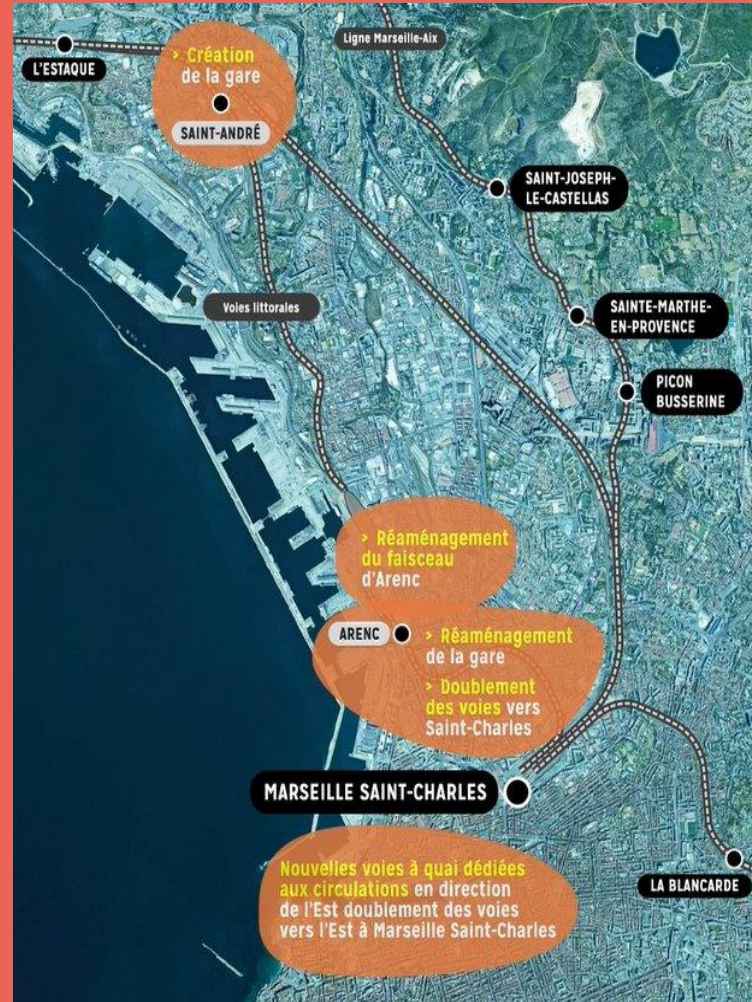 Ligne Marseille-Aix
L'ESTAQUE
> Création
de la gare
SAINT-ANDRÉ
SAINT-JOSEPH-
LE-CASTELLAS
Voies littorales
SAINTE-MARTHE-
EN-PROVENCE
PICON
BUSSERINE
> Réaménagement
du faisceau
d'Arenc
ARENC
> Réaménagement
de la gare
> Doublement
des voies vers
Saint-Charles
MARSEILLE SAINT-CHARLES
Nouvelles voies à quai dédiées
aux circulations en direction
de l'Est doublement des voies
vers l'Est à Marseille Saint-Charles
LA BLANCARDE